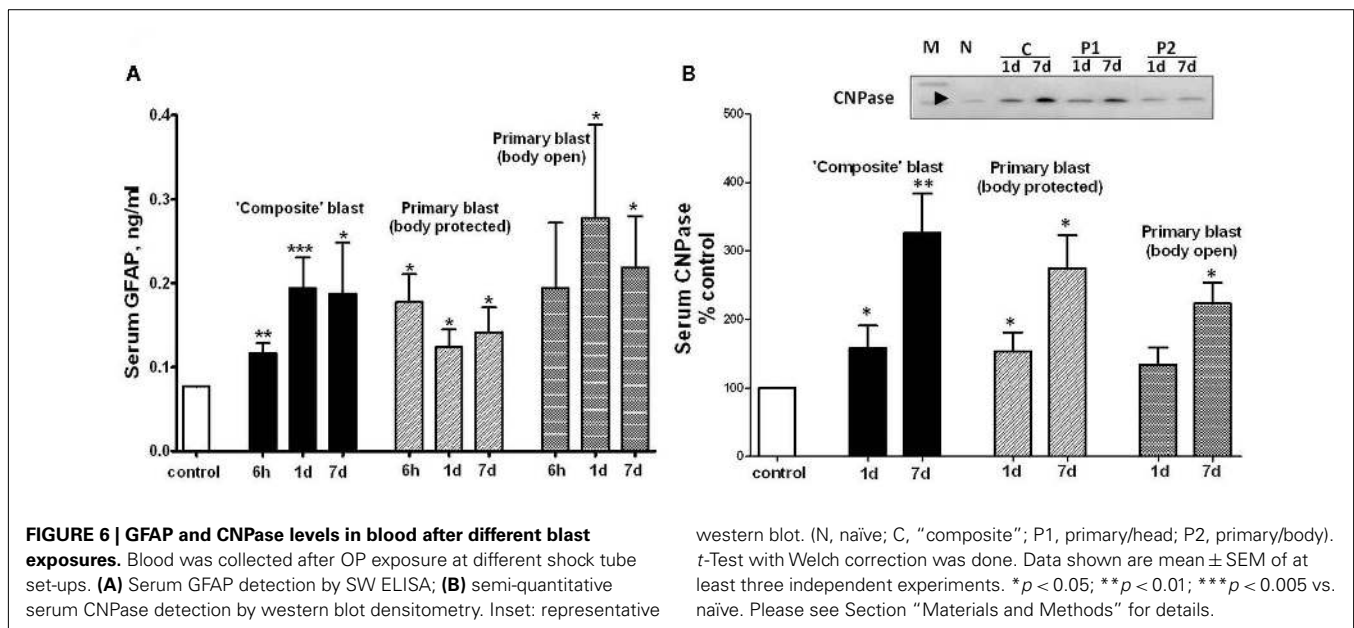 A
Serum GFAP, ng/ml
0.4
0.3
0.2
0.1
0.0
'Composite' blast
Primary blast
(body protected)
Primary blast
(body open)
**
***
*
*
*
*
*
*
control 6h 1d 7d 6h 1d 7d 6h 1d 7d
B
M N C P1 P2
1d 7d 1d 7d 1d 7d
CNPase
Serum CNPase
% control
500
400
300
200
100
0
'Composite' blast
Primary blast
(body protected)
Primary blast
(body open)
*
**
*
*
*
control 1d 7d 1d 7d 1d 7d
FIGURE 6 | GFAP and CNPase levels in blood after different blast
exposures. Blood was collected after OP exposure at different shock tube
set-ups. (A) Serum GFAP detection by SW ELISA; (B) semi-quantitative
serum CNPase detection by western blot densitometry. Inset: representative
western blot. (N, naïve; C, “composite”; P1, primary/head; P2, primary/body).
t-Test with Welch correction was done. Data shown are mean ± SEM of at
least three independent experiments. *p < 0.05; **p < 0.01; ***p < 0.005 vs.
naïve. Please see Section “Materials and Methods” for details.